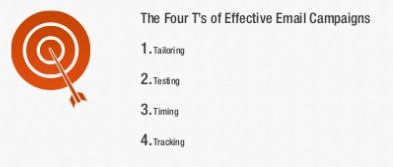 The Four T's of Effective Email Campaigns
1. Tailoring
2. Testing
3. Timing
4. Tracking